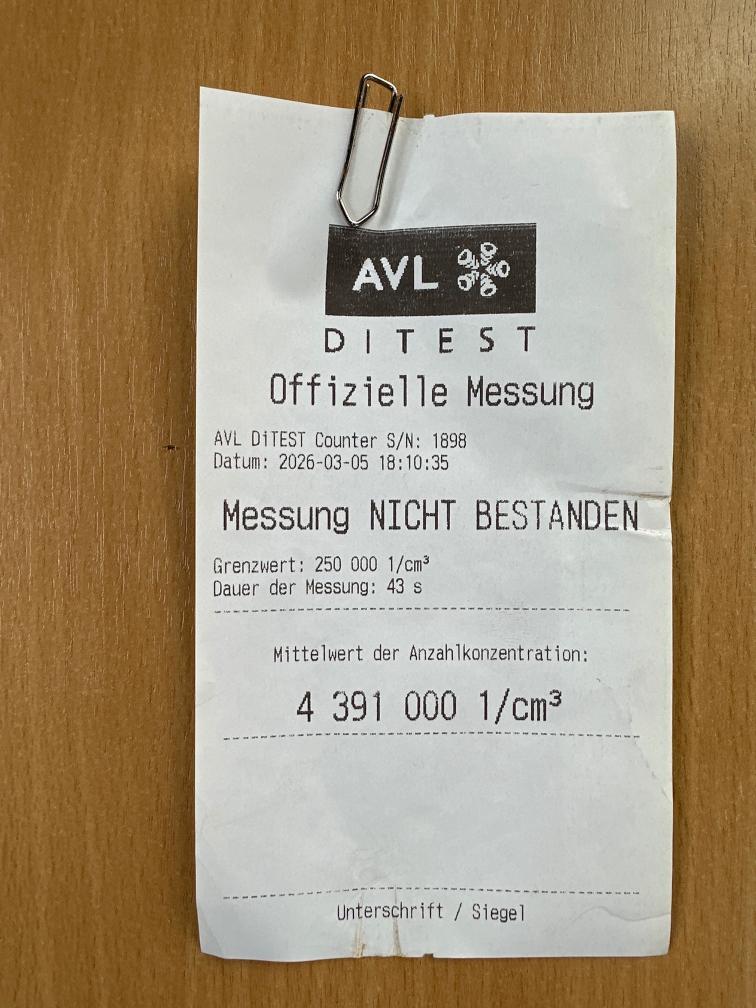 AVL
DITEST
Offizielle Messung
AVL DiTEST Counter S/N: 1898
Datum: 2026-03-05 18:10:35
Messung NICHT BESTANDEN
Grenzwert: 250 000 1/cm³
Dauer der Messung: 43 s
Mittelwert der Anzahlkonzentration:
4 391 000 1/cm³
Unterschrift / Siegel